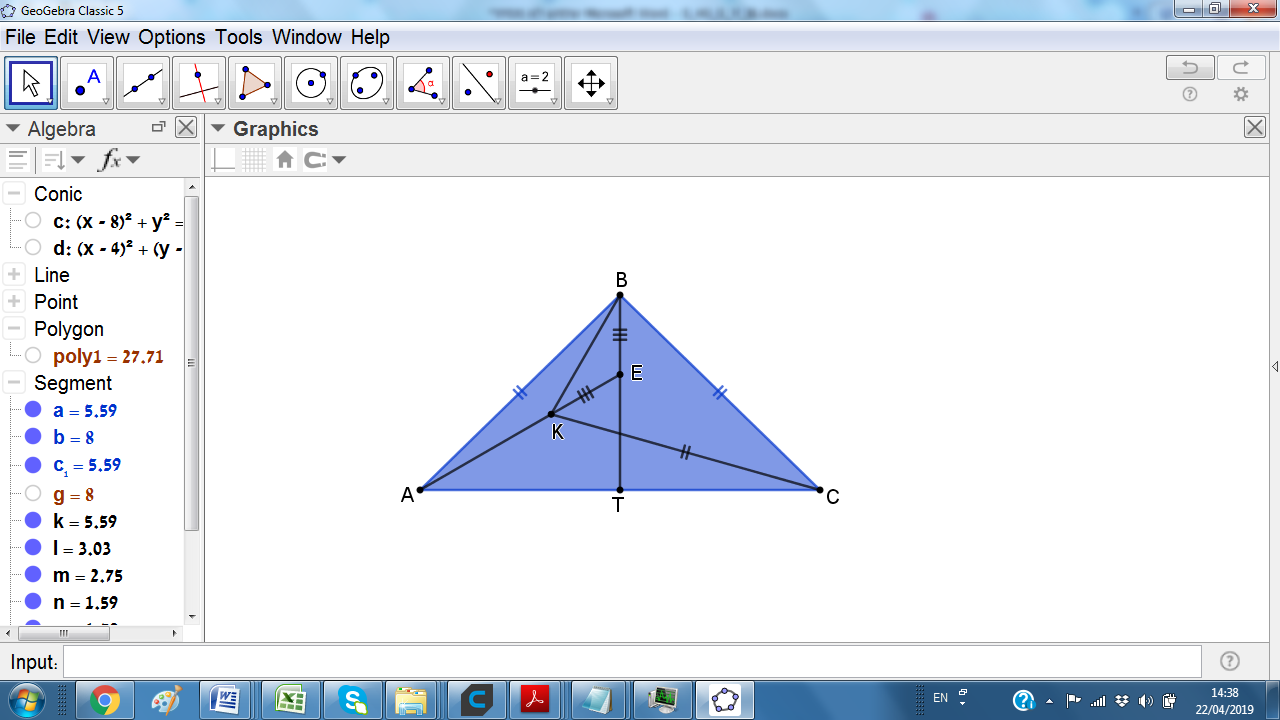 GeoGebra Classic 5
File Edit View Options Tools Window Help
A
α
a=2
Algebra
Graphics
fx
Conic
c: (x - 8)² + y² =
d: (x - 4)² + (y -
Line
Point
Polygon
poly1 = 27.71
Segment
a = 5.59
b = 8
c₁ = 5.59
g = 8
k = 5.59
l = 3.03
m = 2.75
n = 1.59
B
E
K
A
T
C
Input:
EN
14:38
22/04/2019